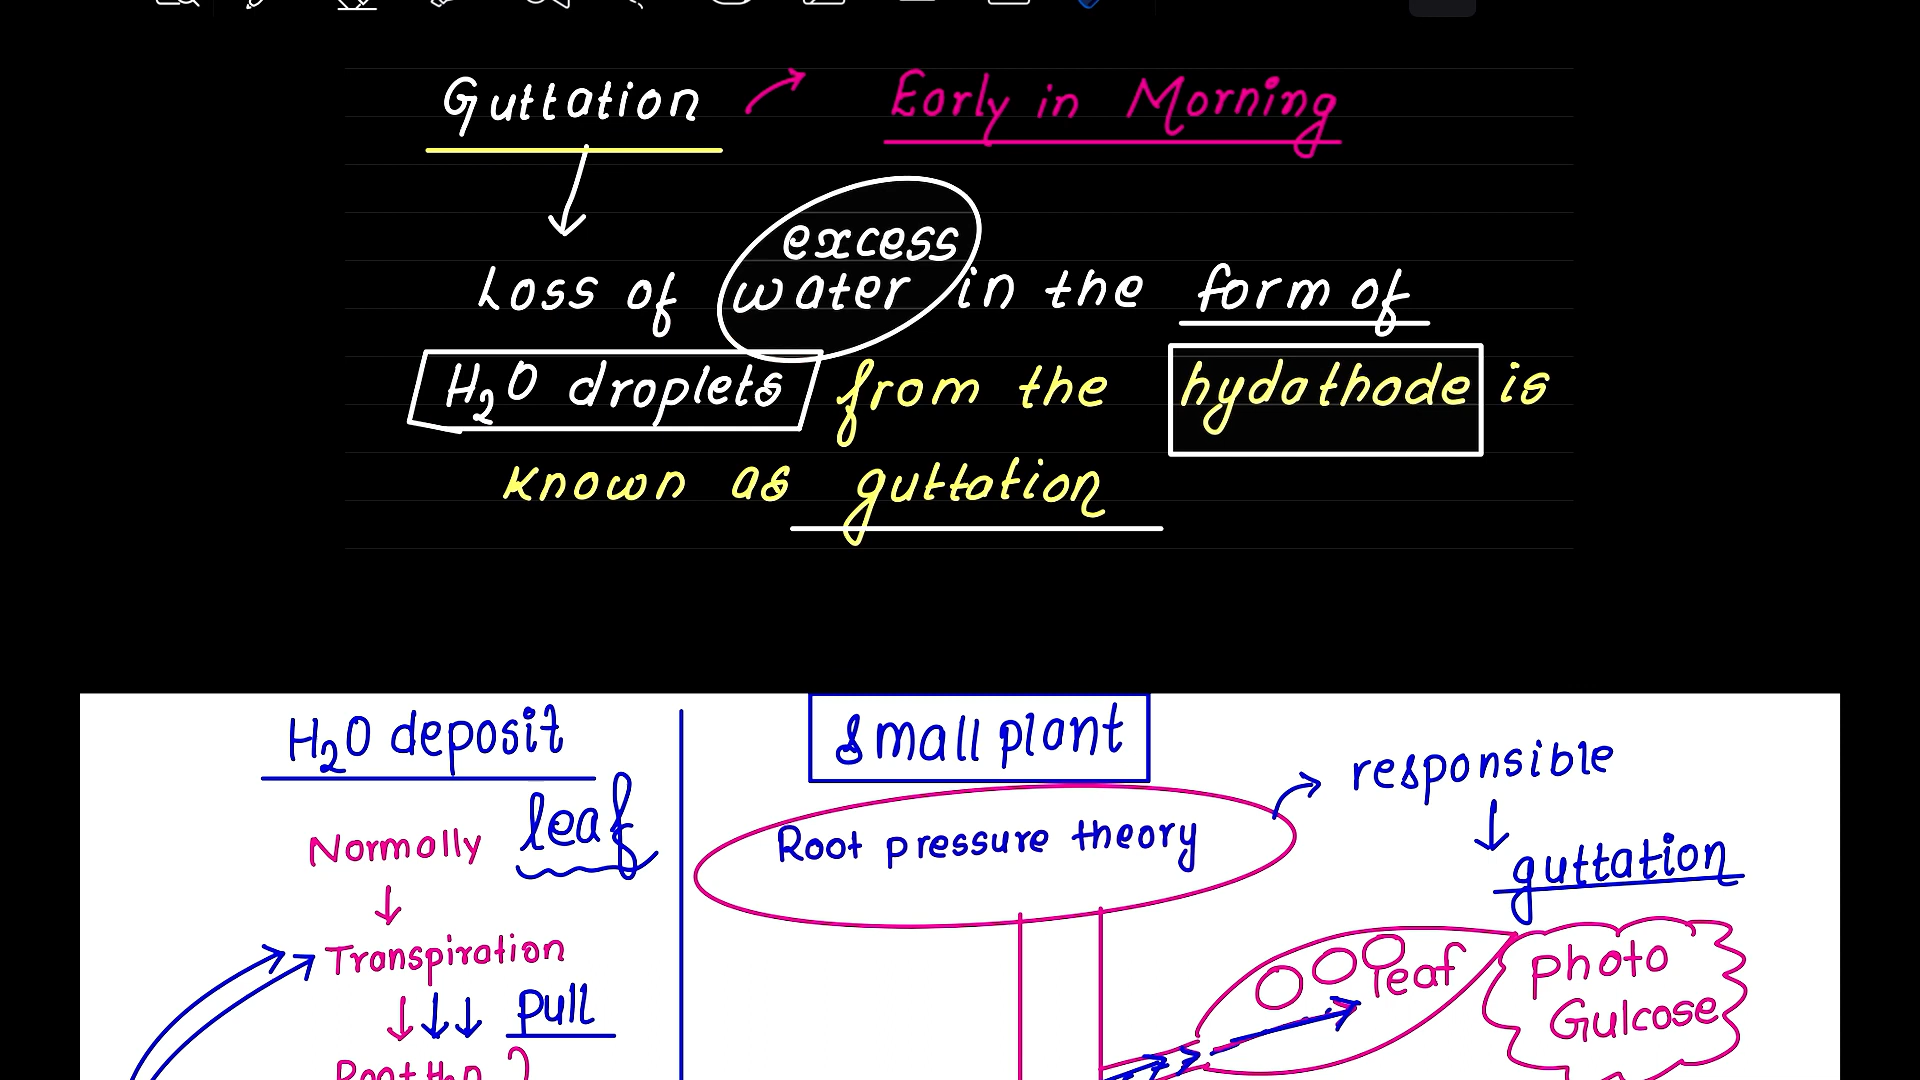 Guttation Early in Morning
excess
Loss of water in the form of
H₂O droplets from the hydathode is
known as guttation
H₂O deposit
leaf
Normally
Transpiration
pull
Small plant
Root pressure theory
responsible
guttation
leaf
photo
Gulcose